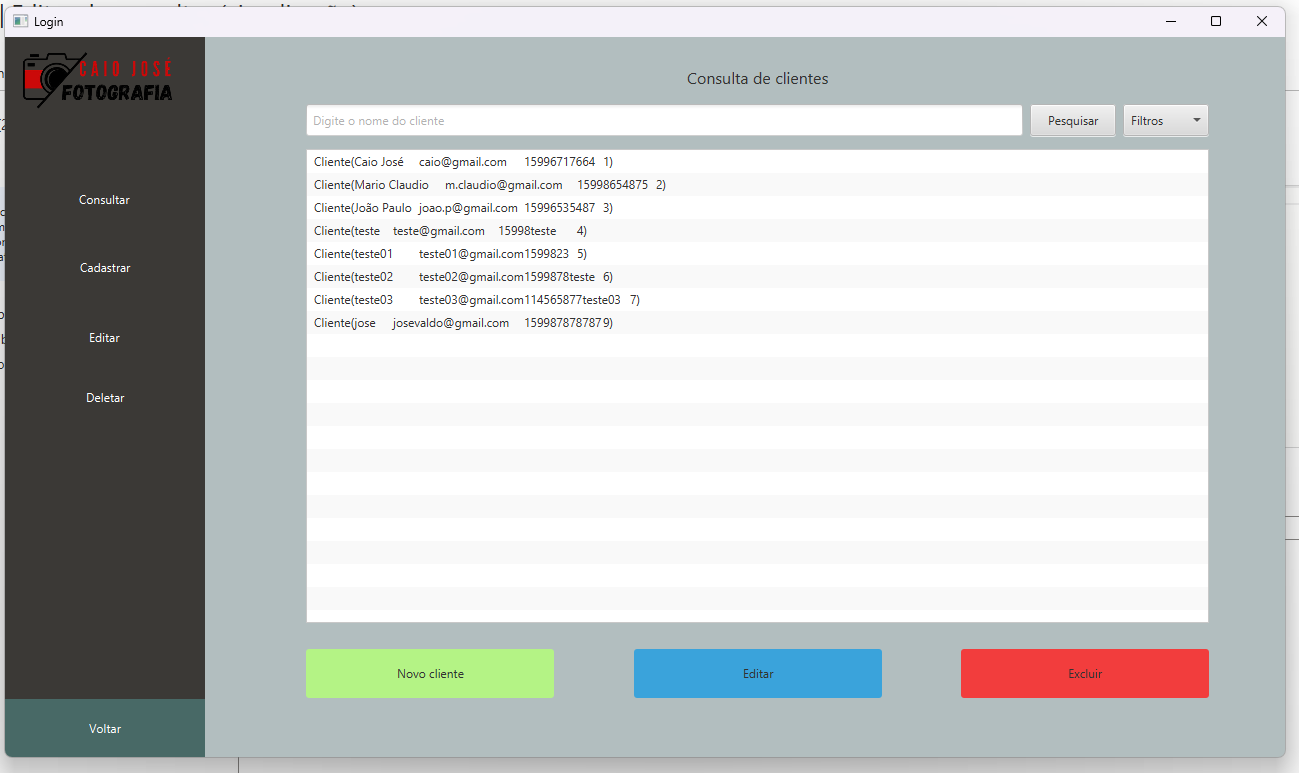 Login
CAIO JOSÉ
FOTOGRAFIA
Consultar
Cadastrar
Editar
Deletar
Voltar
Consulta de clientes
Digite o nome do cliente
Pesquisar
Filtros
Cliente(Caio José caio@gmail.com 15996717664 1)
Cliente(Mario Claudio m.claudio@gmail.com 15998654875 2)
Cliente(João Paulo joao.p@gmail.com 15996535487 3)
Cliente(teste teste@gmail.com 15998teste 4)
Cliente(teste01 teste01@gmail.com1599823 5)
Cliente(teste02 teste02@gmail.com1599878teste 6)
Cliente(teste03 teste03@gmail.com114565877teste03 7)
Cliente(jose josevaldo@gmail.com 1599878787879)
Novo cliente
Editar
Excluir